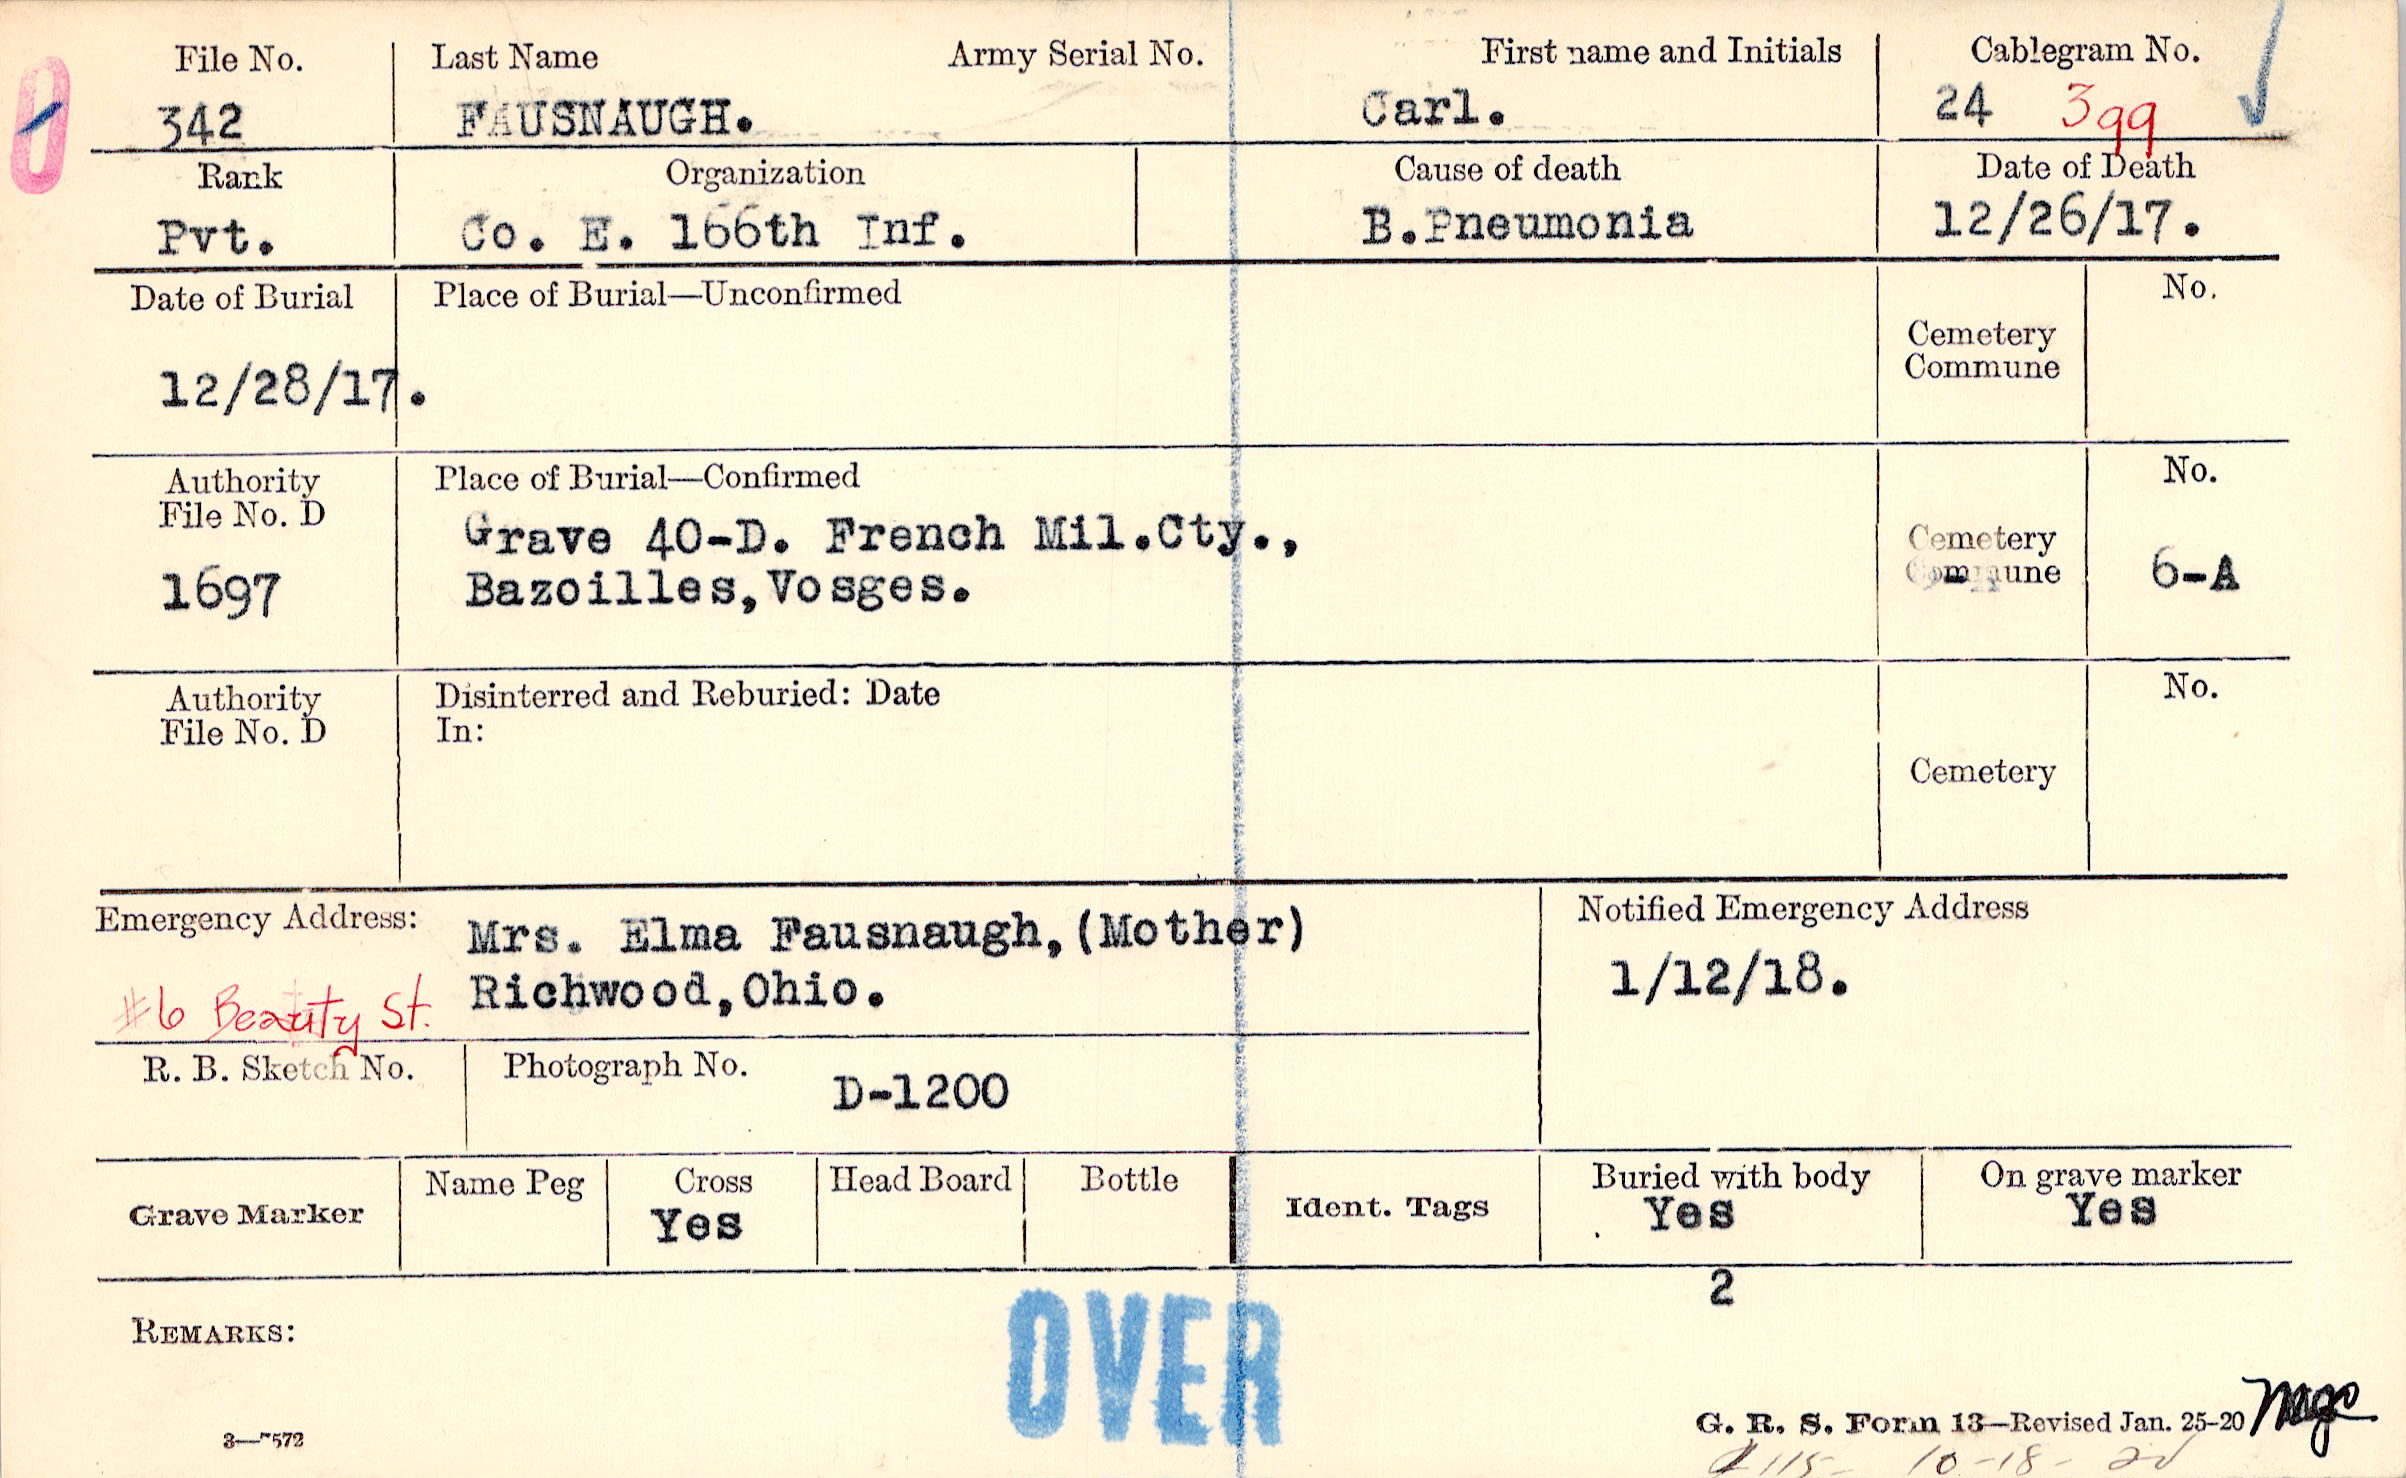 File No. Last Name Army Serial No. First name and Initials Cablegram No.
342 FAUSNAUGH. Carl. 24 399
Rank Organization Cause of death Date of Death
Pvt. Co. E. 166th Inf. B.Pneumonia 12/26/17.
Date of Burial Place of Burial—Unconfirmed No.
Cemetery
Commune
12/28/17.
Authority Place of Burial—Confirmed No.
File No. D
Grave 40-D. French Mil.Cty., Cemetery
1697 Bazoilles,Vosges. Commune 6-A
Authority Disinterred and Reburied: Date No.
File No. D In:
Cemetery
Emergency Address: Mrs. Elma Fausnaugh,(Mother) Notified Emergency Address
#6 Beauty St. Richwood,Ohio. 1/12/18.
R. B. Sketch No. Photograph No. D-1200
Grave Marker Name Peg Cross Head Board Bottle Ident. Tags Buried with body On grave marker
Yes Yes Yes
2
REMARKS:
OVER
3—7572 G. R. S. Form 13—Revised Jan. 25-20
10-18-20